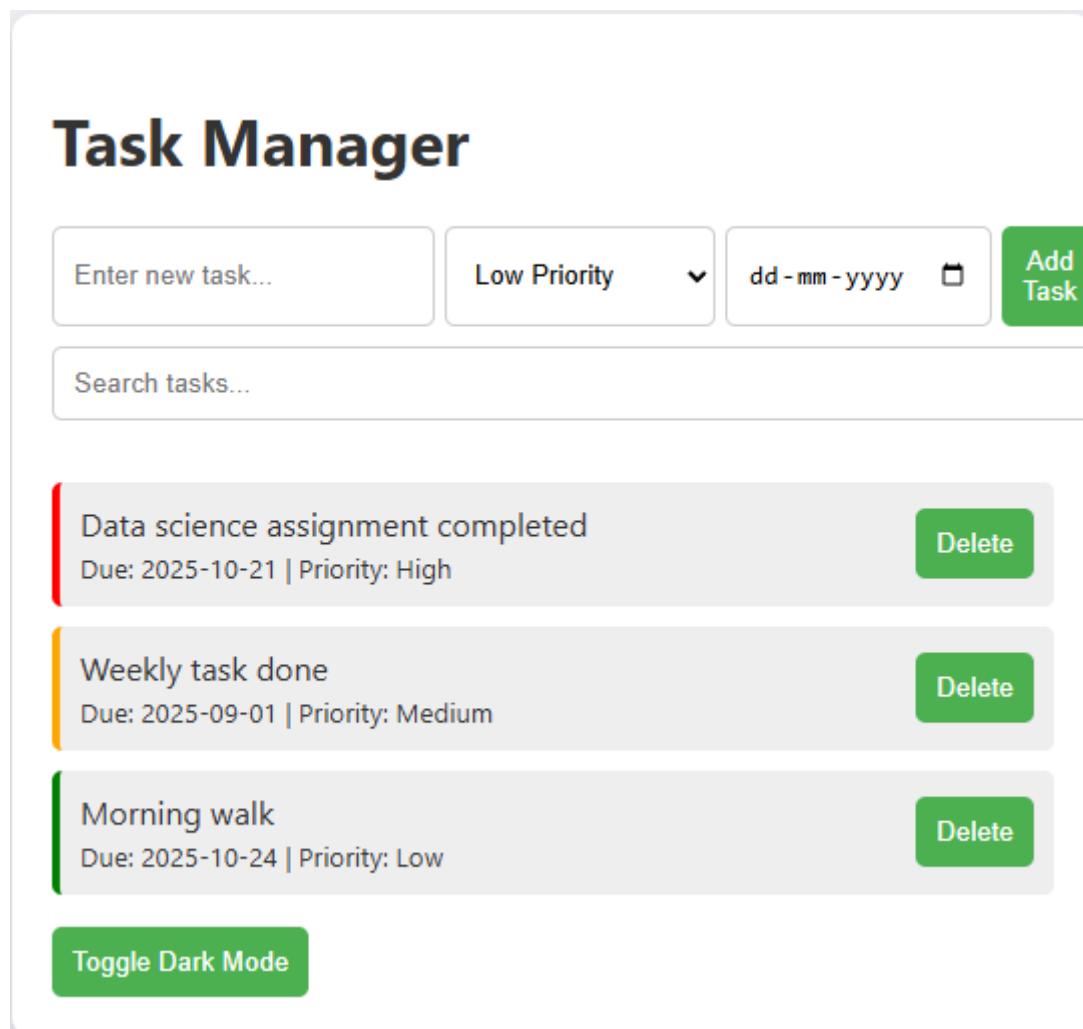 Task Manager
Enter new task...
Low Priority
dd-mm-yyyy
Add
Task
Search tasks...
Data science assignment completed
Due: 2025-10-21 | Priority: High
Delete
Weekly task done
Due: 2025-09-01 | Priority: Medium
Delete
Morning walk
Due: 2025-10-24 | Priority: Low
Delete
Toggle Dark Mode